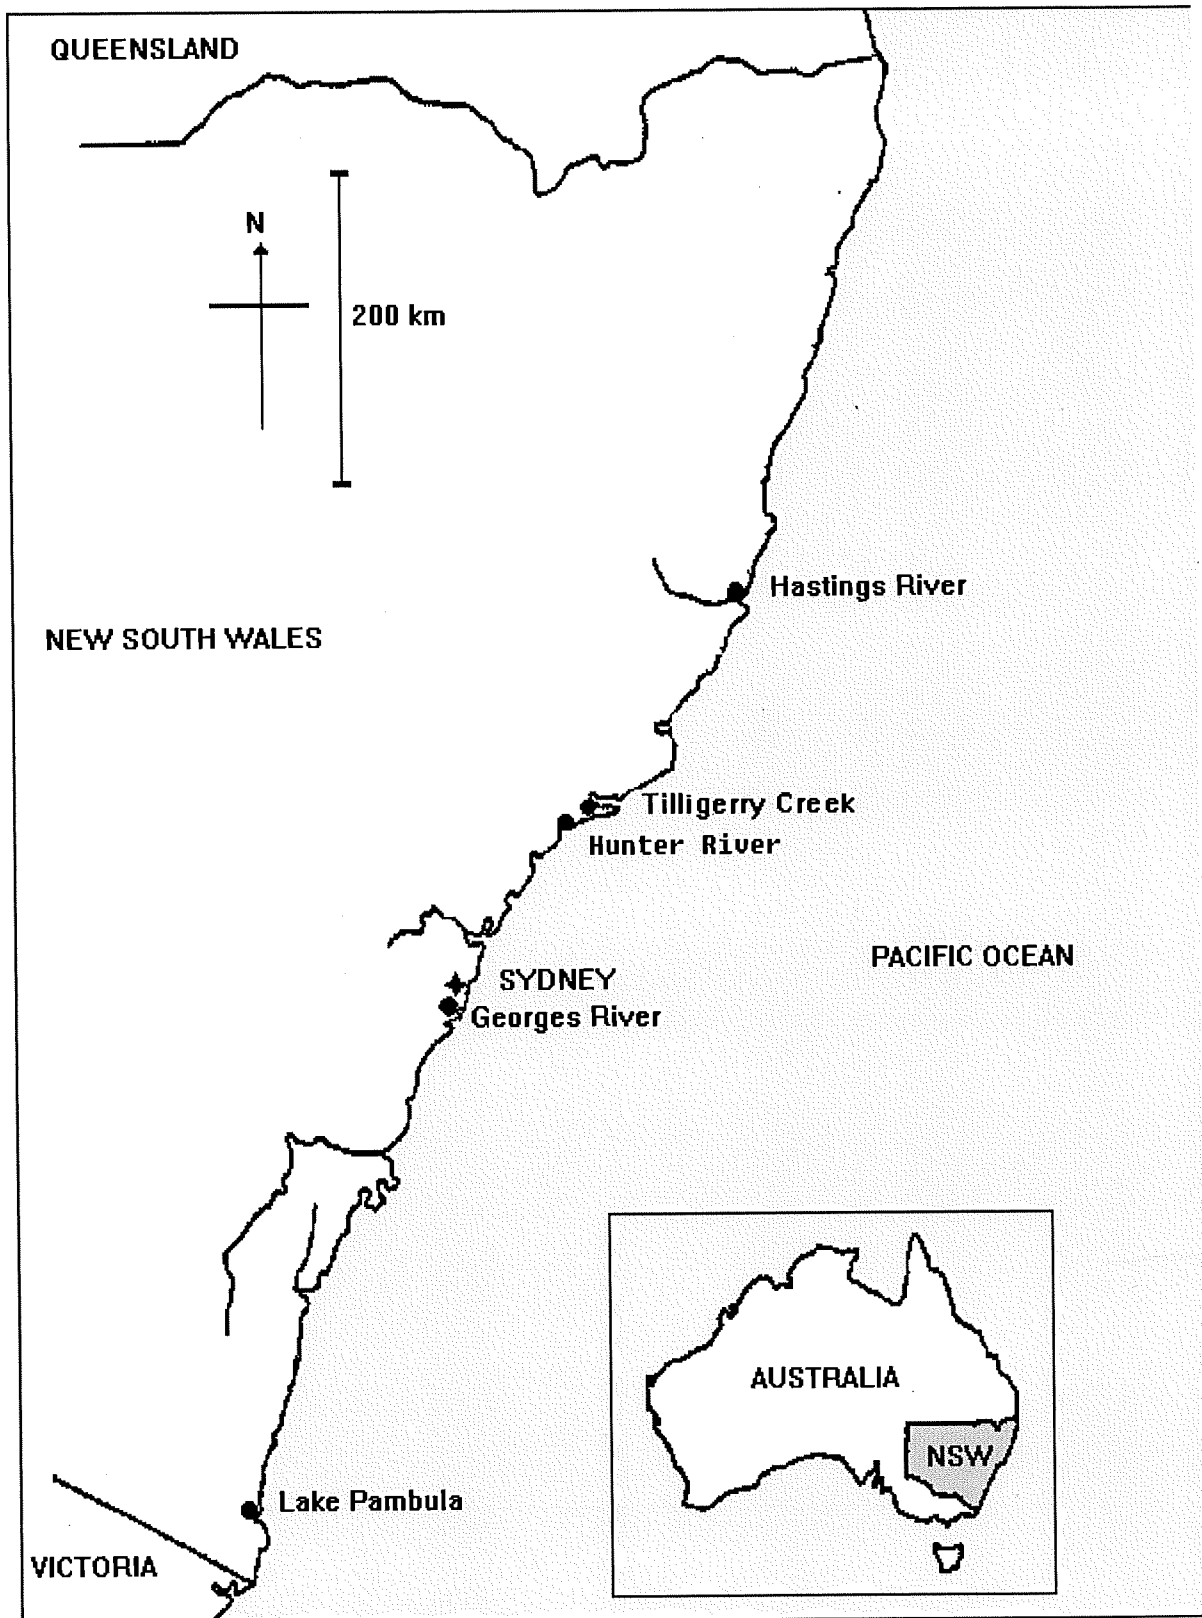 QUEENSLAND
N
200 km
Hastings River
NEW SOUTH WALES
Tilligerry Creek
Hunter River
PACIFIC OCEAN
SYDNEY
Georges River
AUSTRALIA
NSW
Lake Pambula
VICTORIA